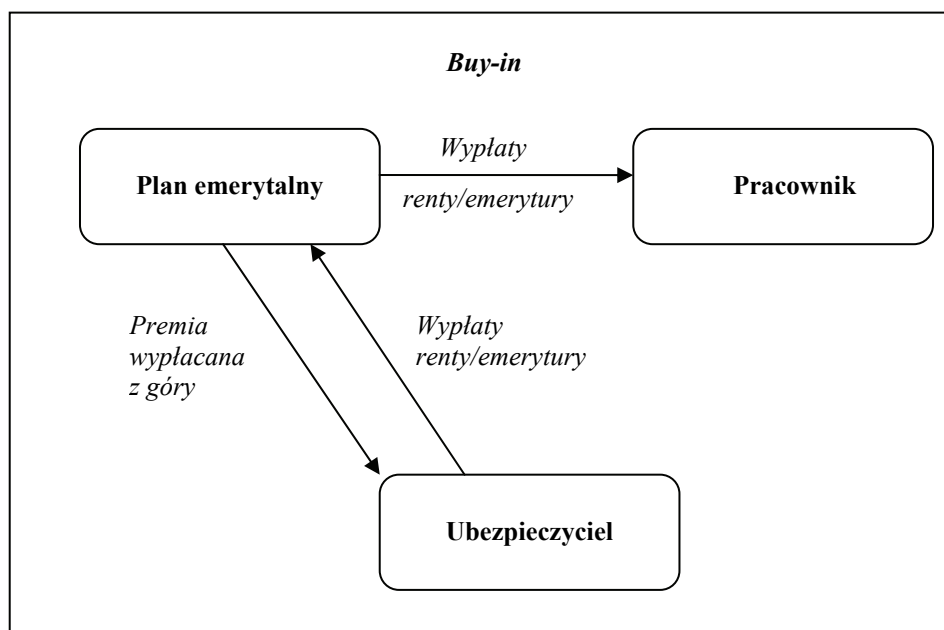 Buy-in
Wypłaty
renty/emerytury
Plan emerytalny
Pracownik
Premia
wypłacana
z góry
Wypłaty
renty/emerytury
Ubezpieczyciel